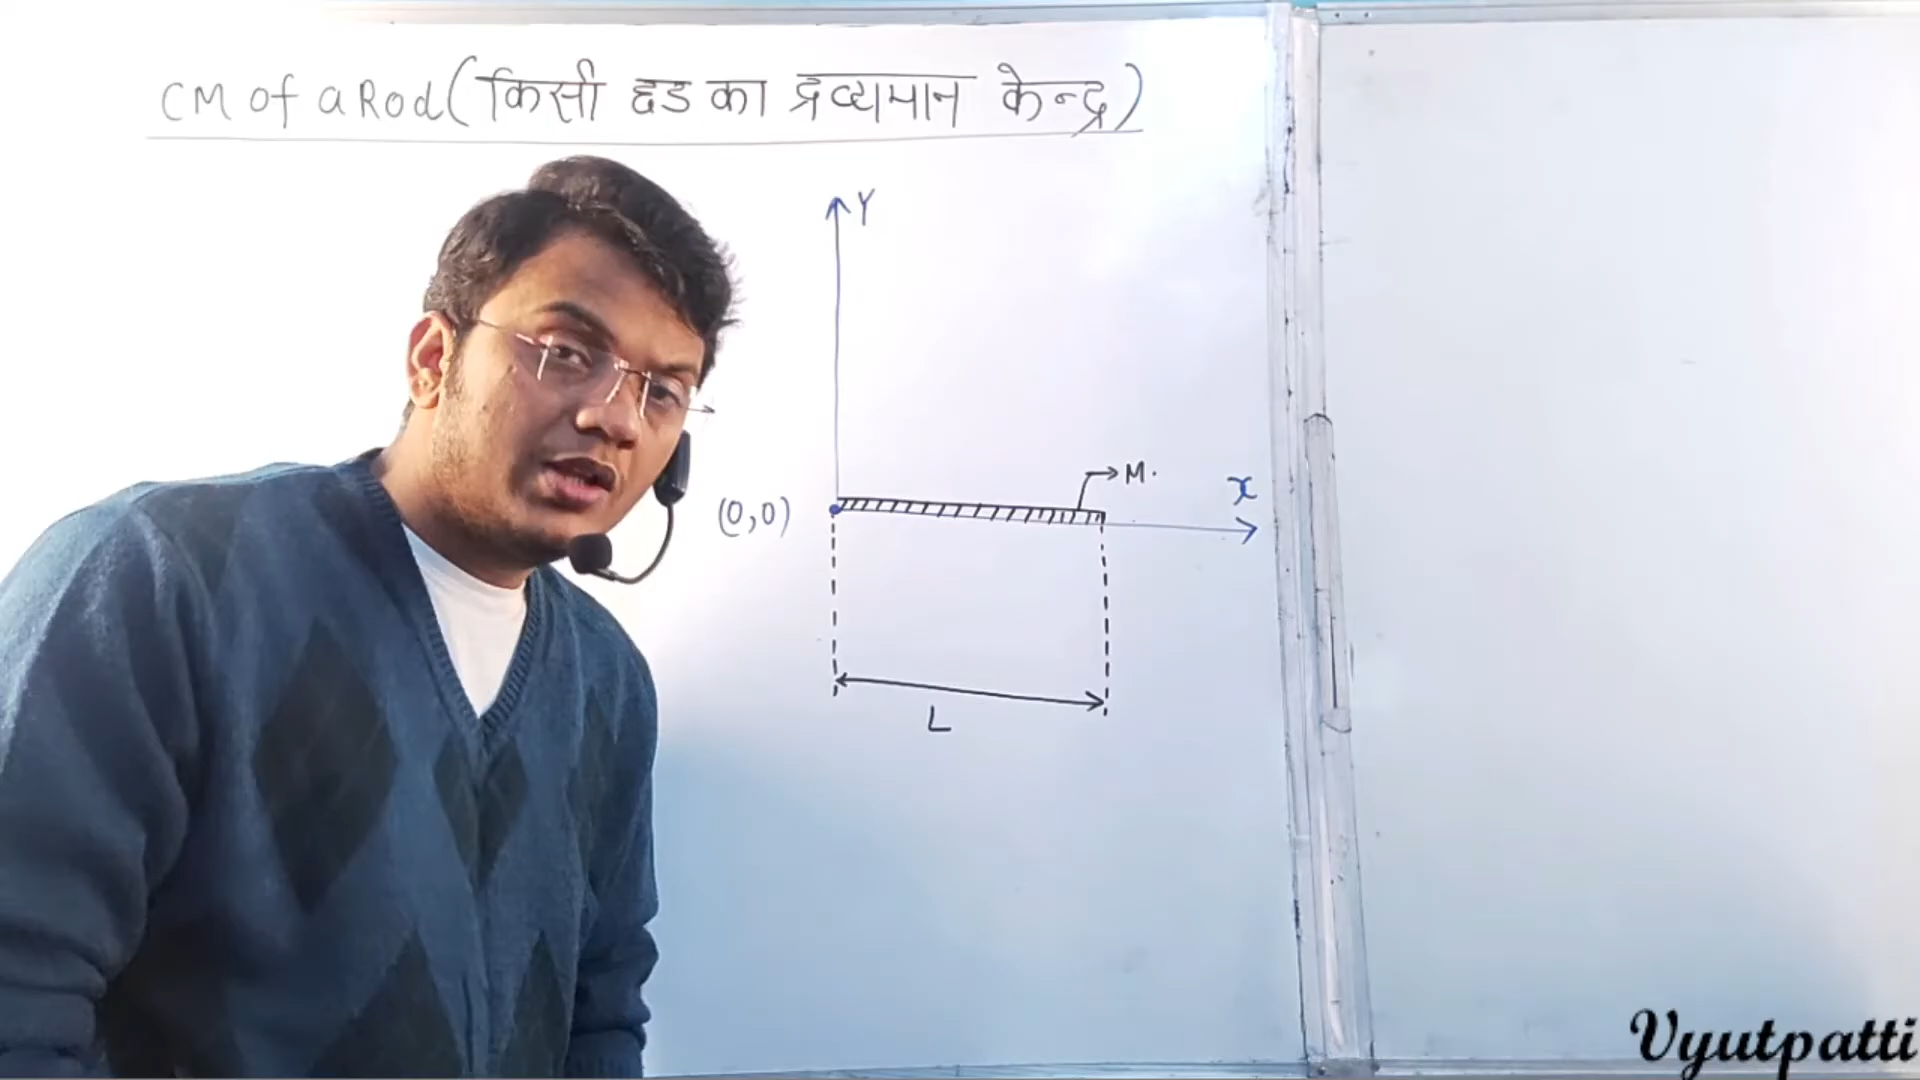 CM of a Rod (किसी छड का द्रव्यमान केन्द्र)
Y
M.
x
(0,0)
L
Vyutpatti